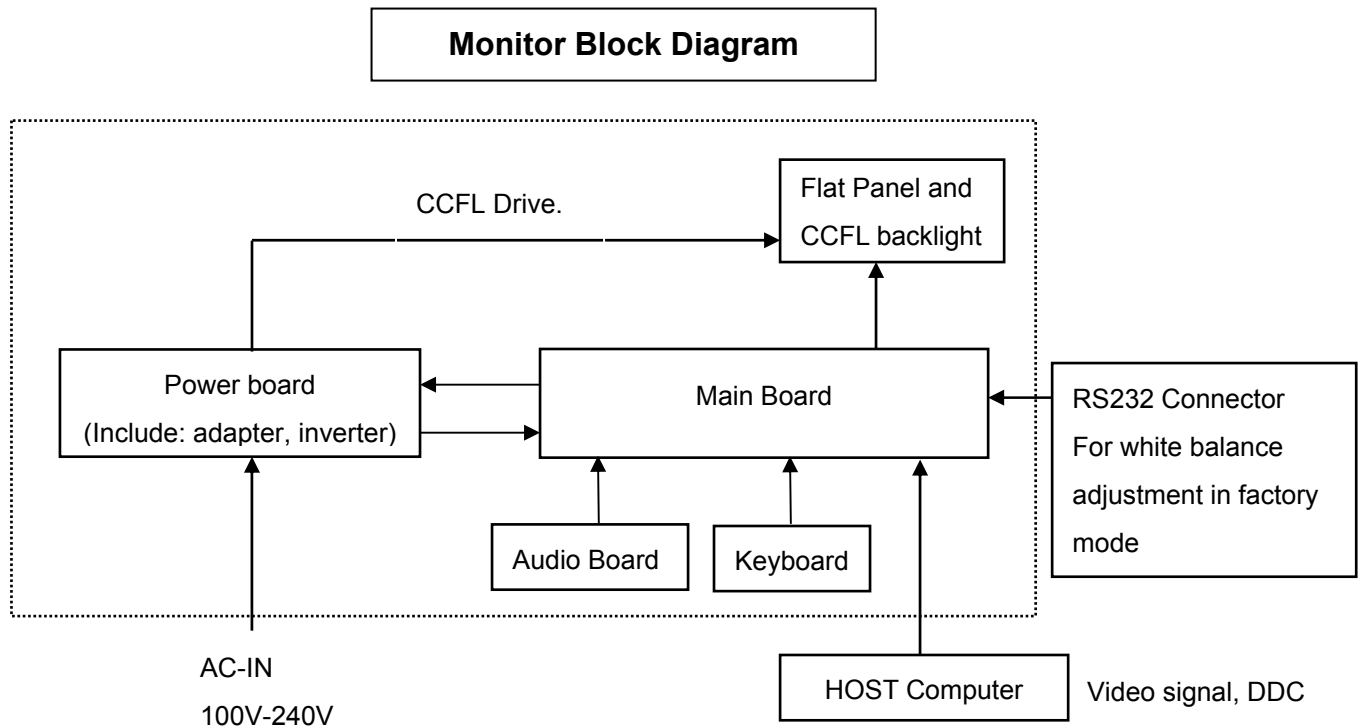 Monitor Block Diagram
CCFL Drive.
Flat Panel and
CCFL backlight
Power board
(Include: adapter, inverter)
Main Board
RS232 Connector
For white balance
adjustment in factory
mode
Audio Board
Keyboard
AC-IN
100V-240V
HOST Computer
Video signal, DDC